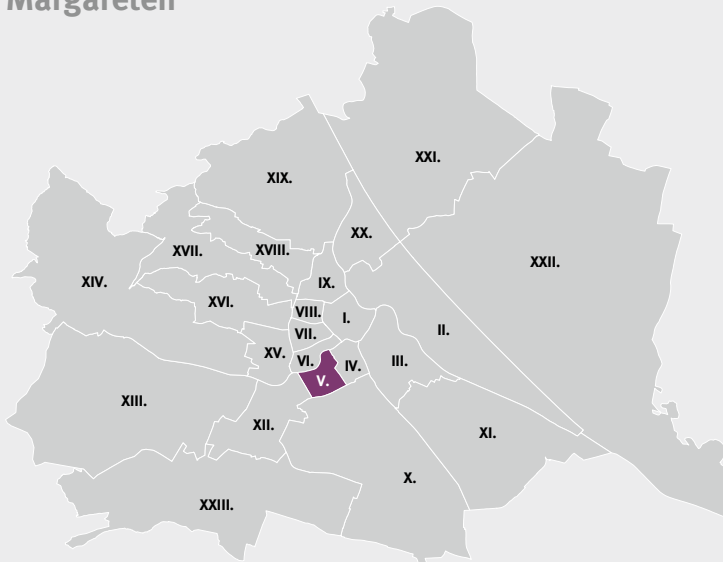 Margareten
XXI.
XIX.
XX.
XVII.
XVIII.
XXII.
XIV.
IX.
XVI.
VIII.
I.
II.
VII.
XV.
VI.
IV.
III.
V.
XIII.
XII.
XI.
X.
XXIII.